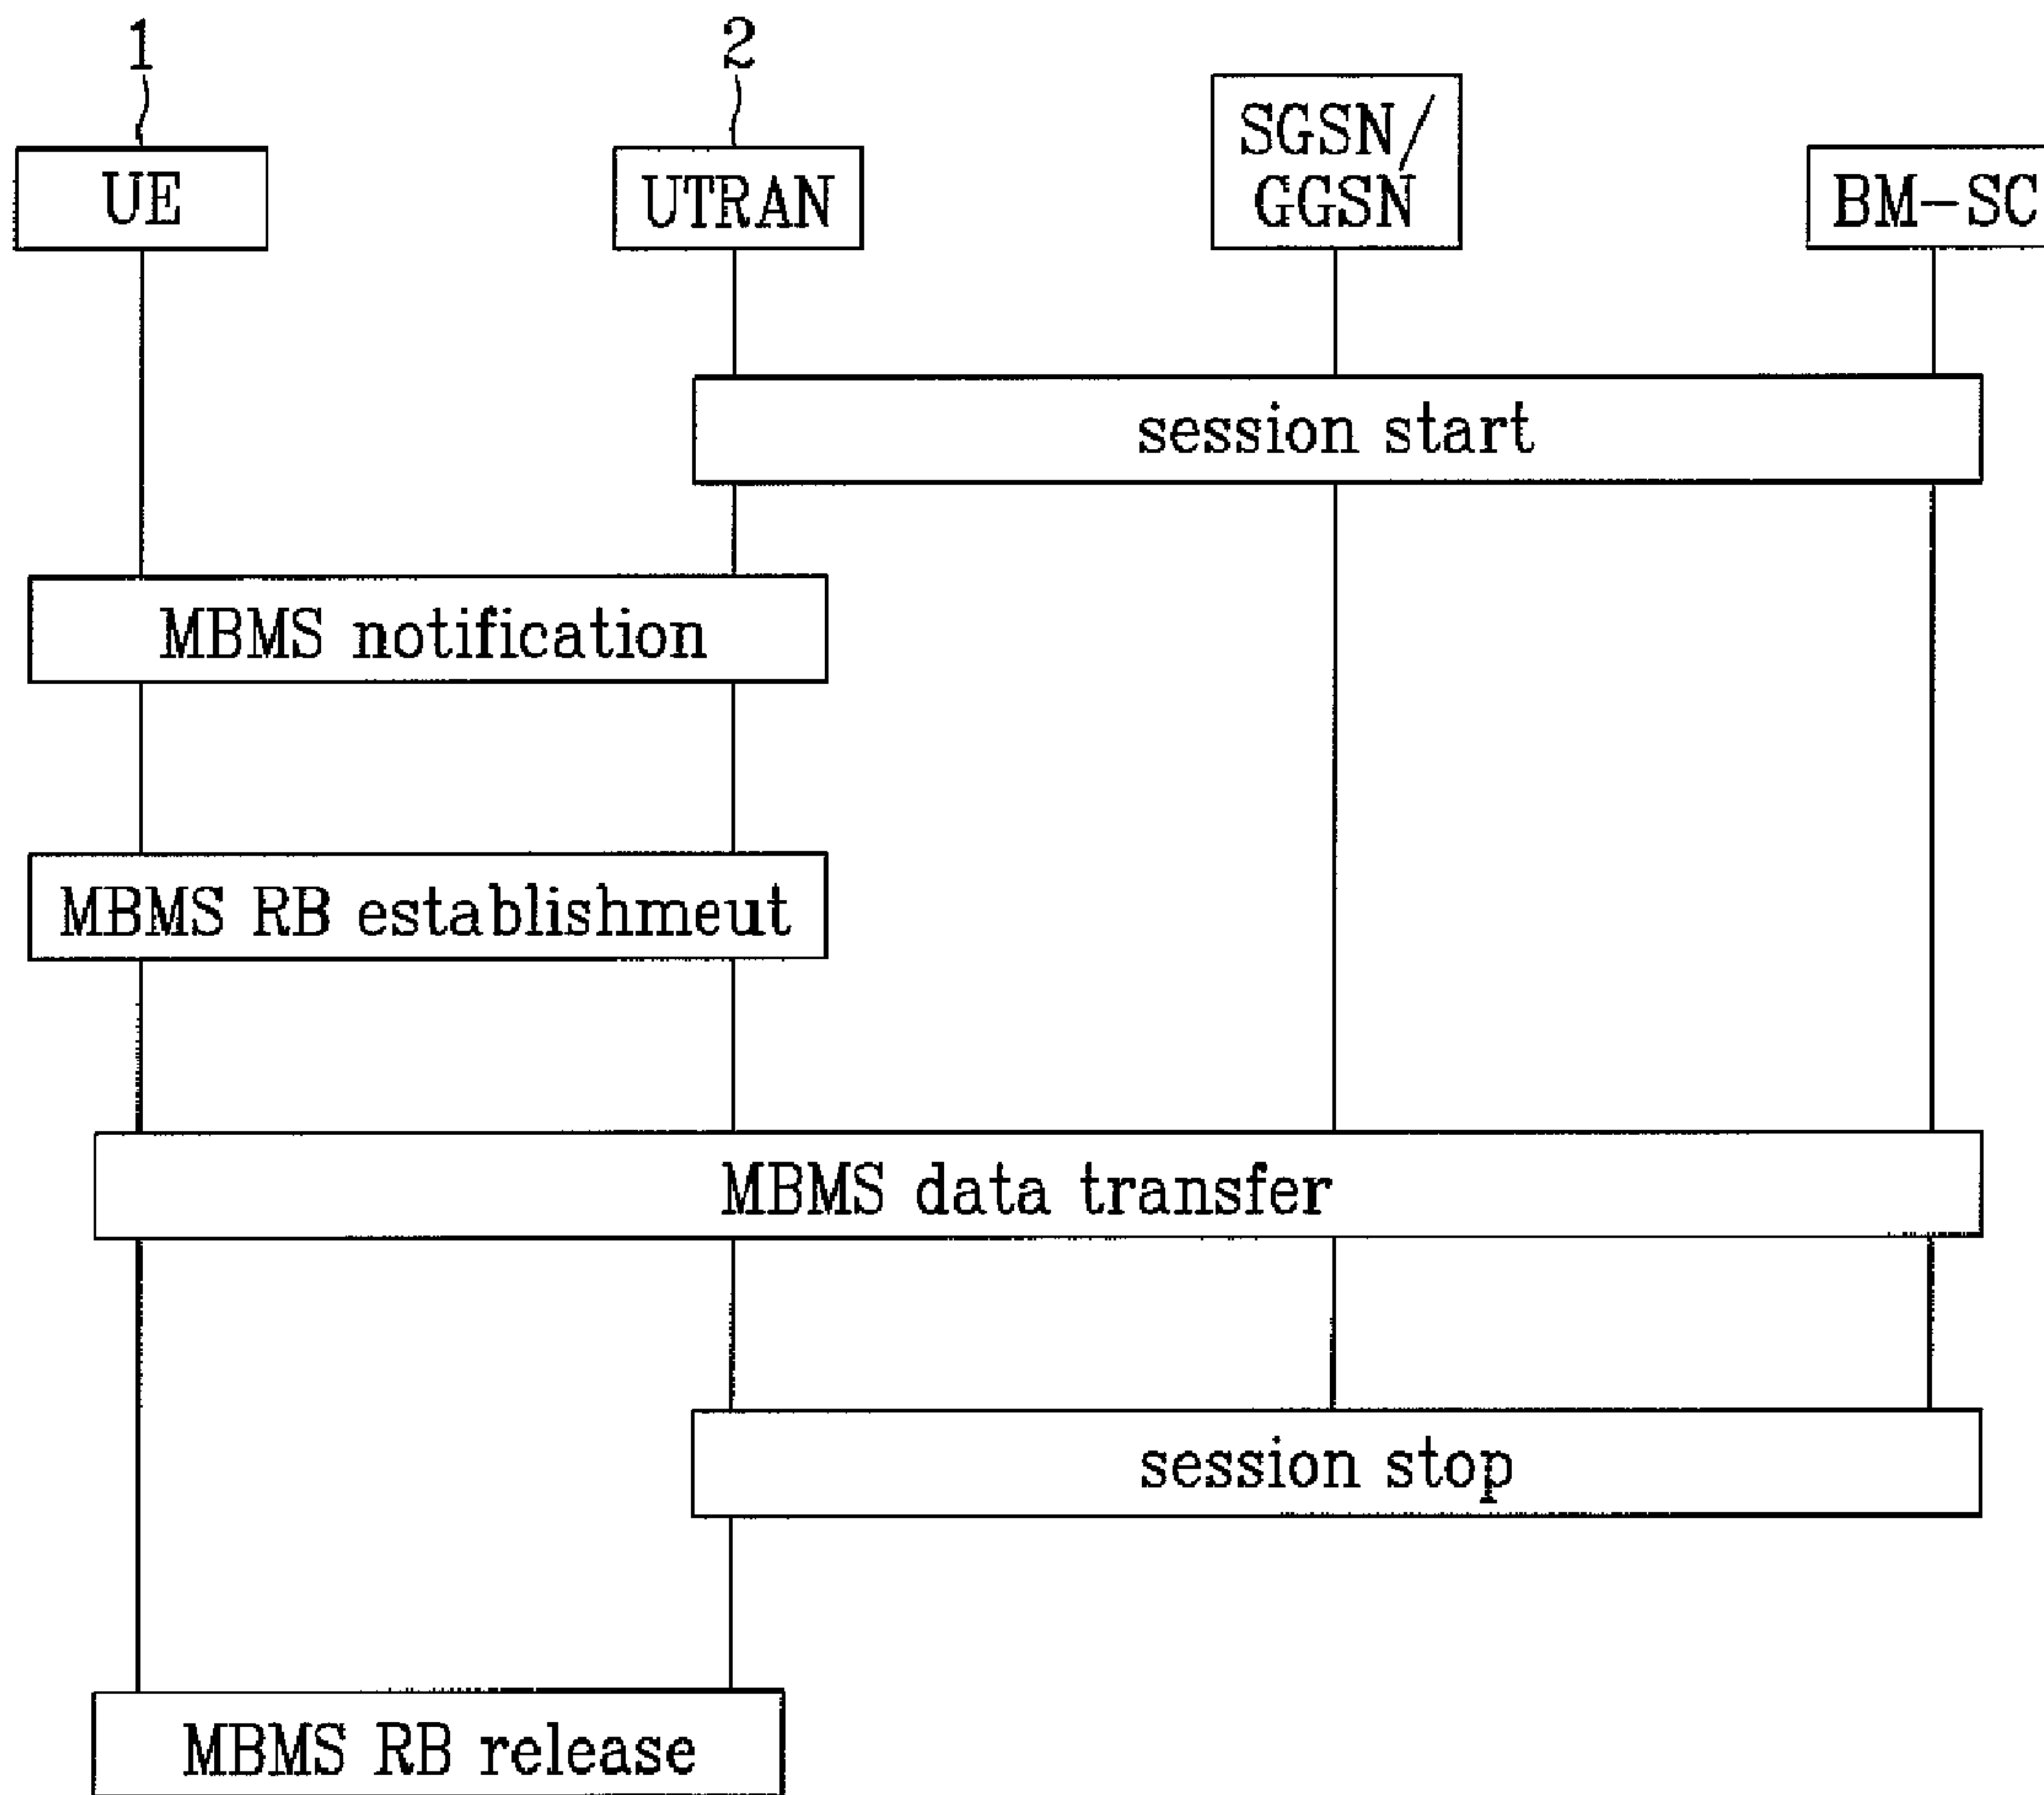 1
2
UE
UTRAN
SGSN/
GGSN
BM-SC
session start
MBMS notification
MBMS RB establishmeut
MBMS data transfer
session stop
MBMS RB release